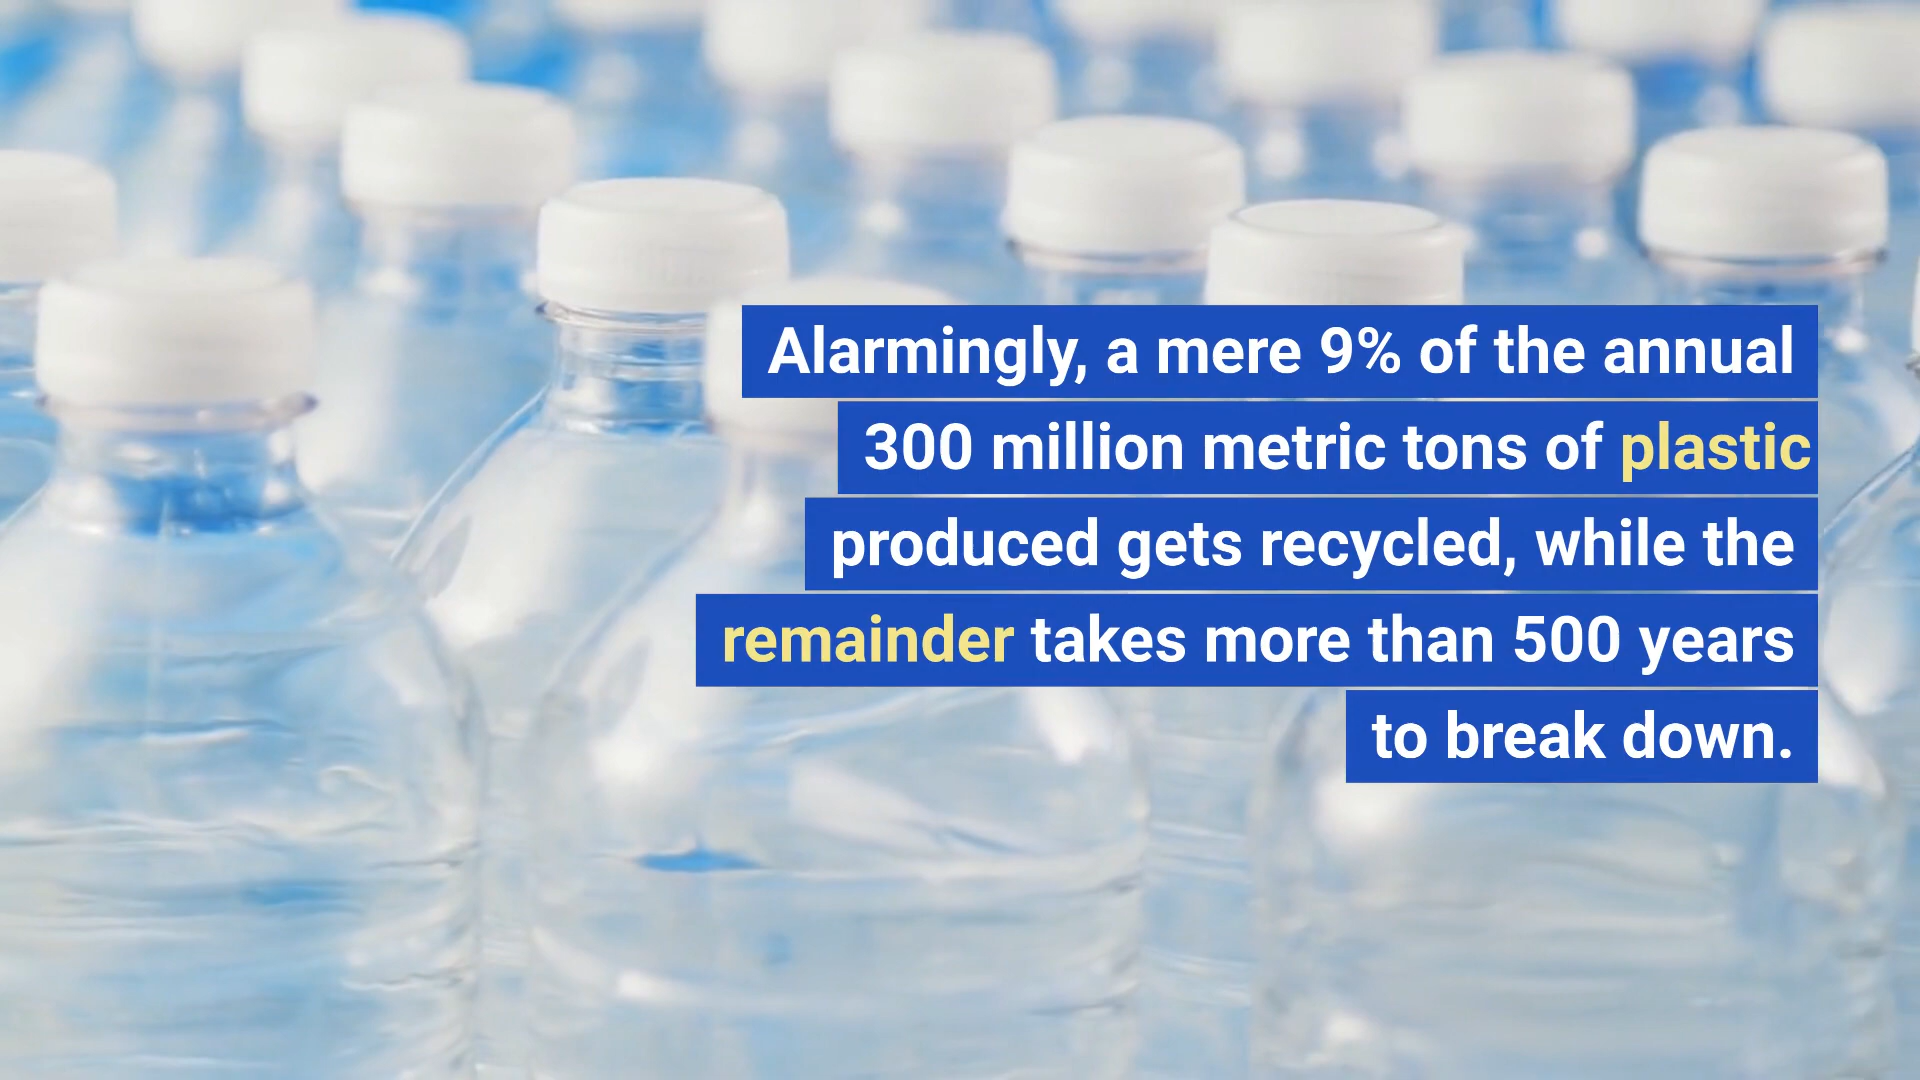 Alarmingly, a mere 9% of the annual
300 million metric tons of plastic
produced gets recycled, while the
remainder takes more than 500 years
to break down.